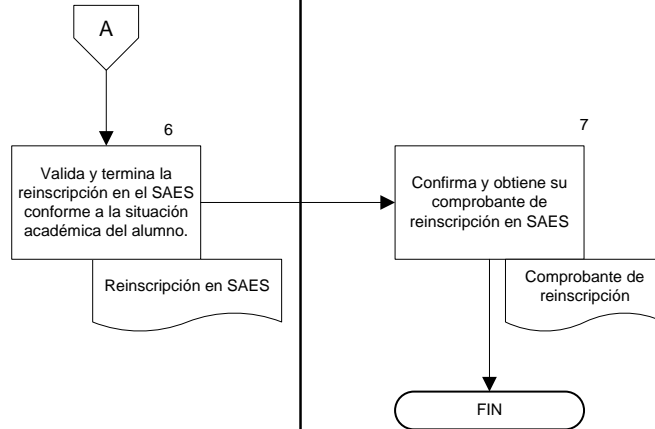 A
6
Valida y termina la
reinscripción en el SAES
conforme a la situación
académica del alumno.
Reinscripción en SAES
7
Confirma y obtiene su
comprobante de
reinscripción en SAES
Comprobante de
reinscripción
FIN